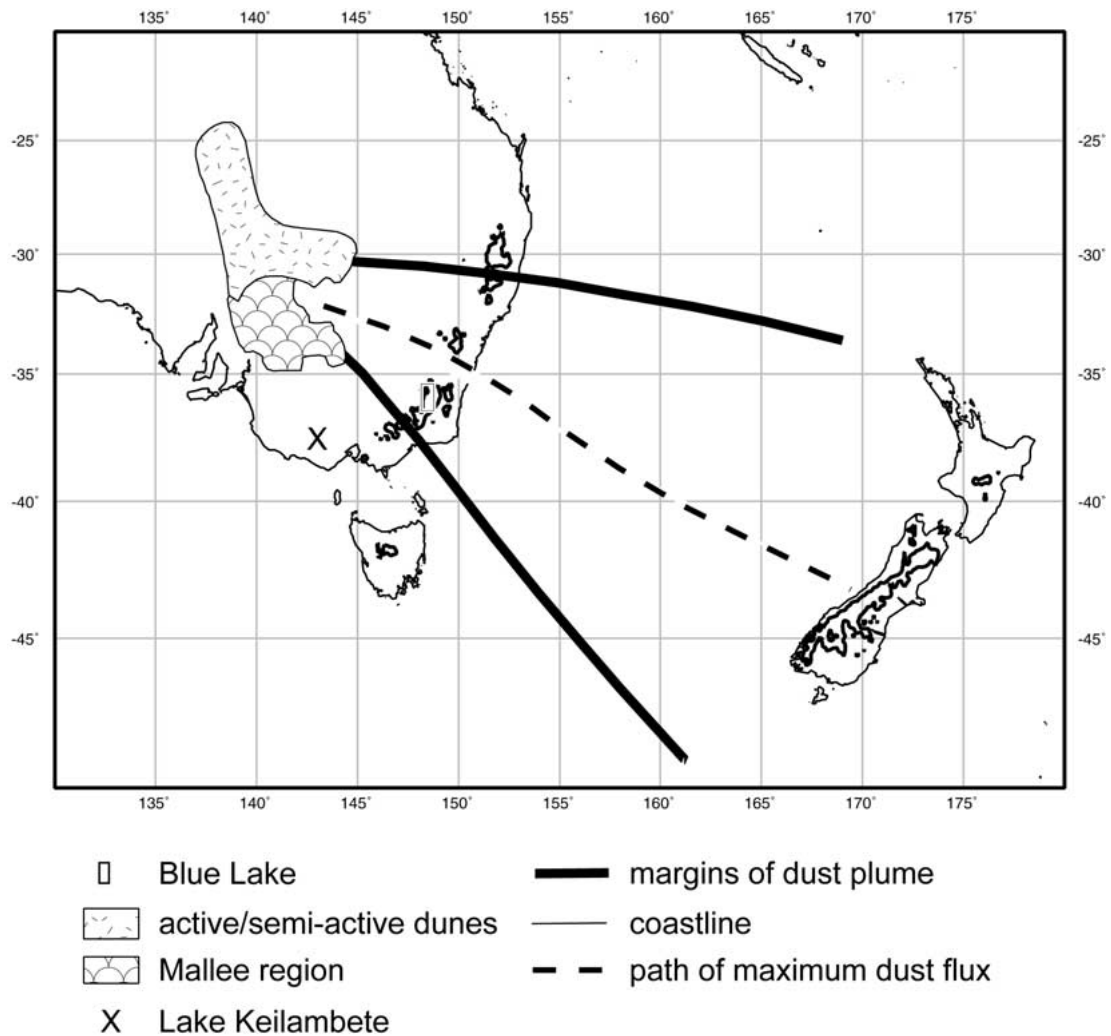 135° 140° 145° 150° 155° 160° 165° 170° 175°
-25° -25°
-30° -30°
-35° -35°
X
-40° -40°
-45° -45°
135° 140° 145° 150° 155° 160° 165° 170° 175°
Blue Lake margins of dust plume
active/semi-active dunes coastline
Mallee region path of maximum dust flux
X Lake Keilambete